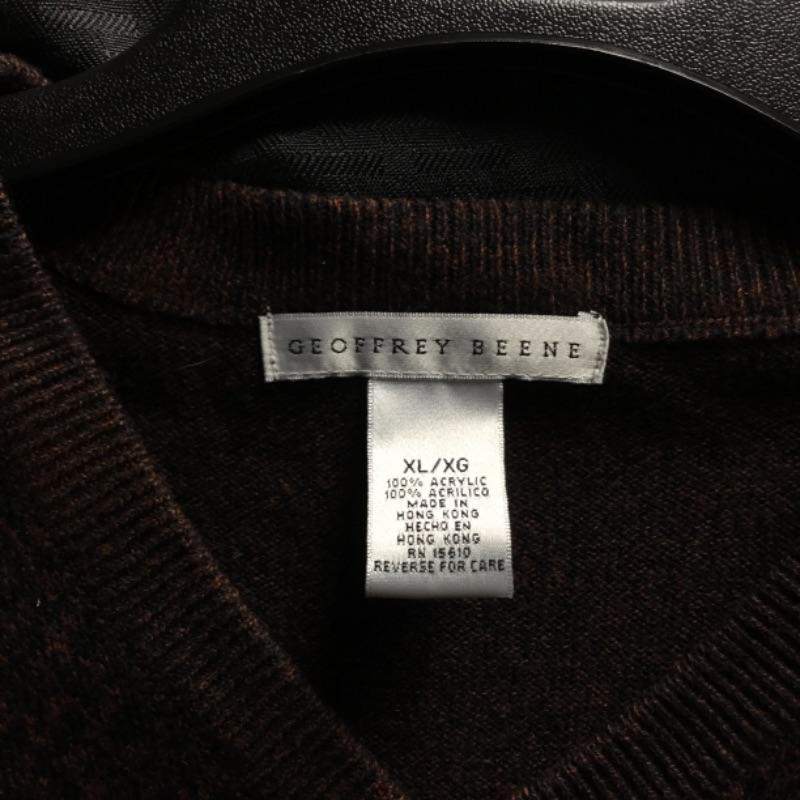 GEOFFREY BEENE
XL/XG
100% ACRYLIC
100% ACRILICO
MADE IN
HONG KONG
HECHO EN
HONG KONG
RN 15610
REVERSE FOR CARE